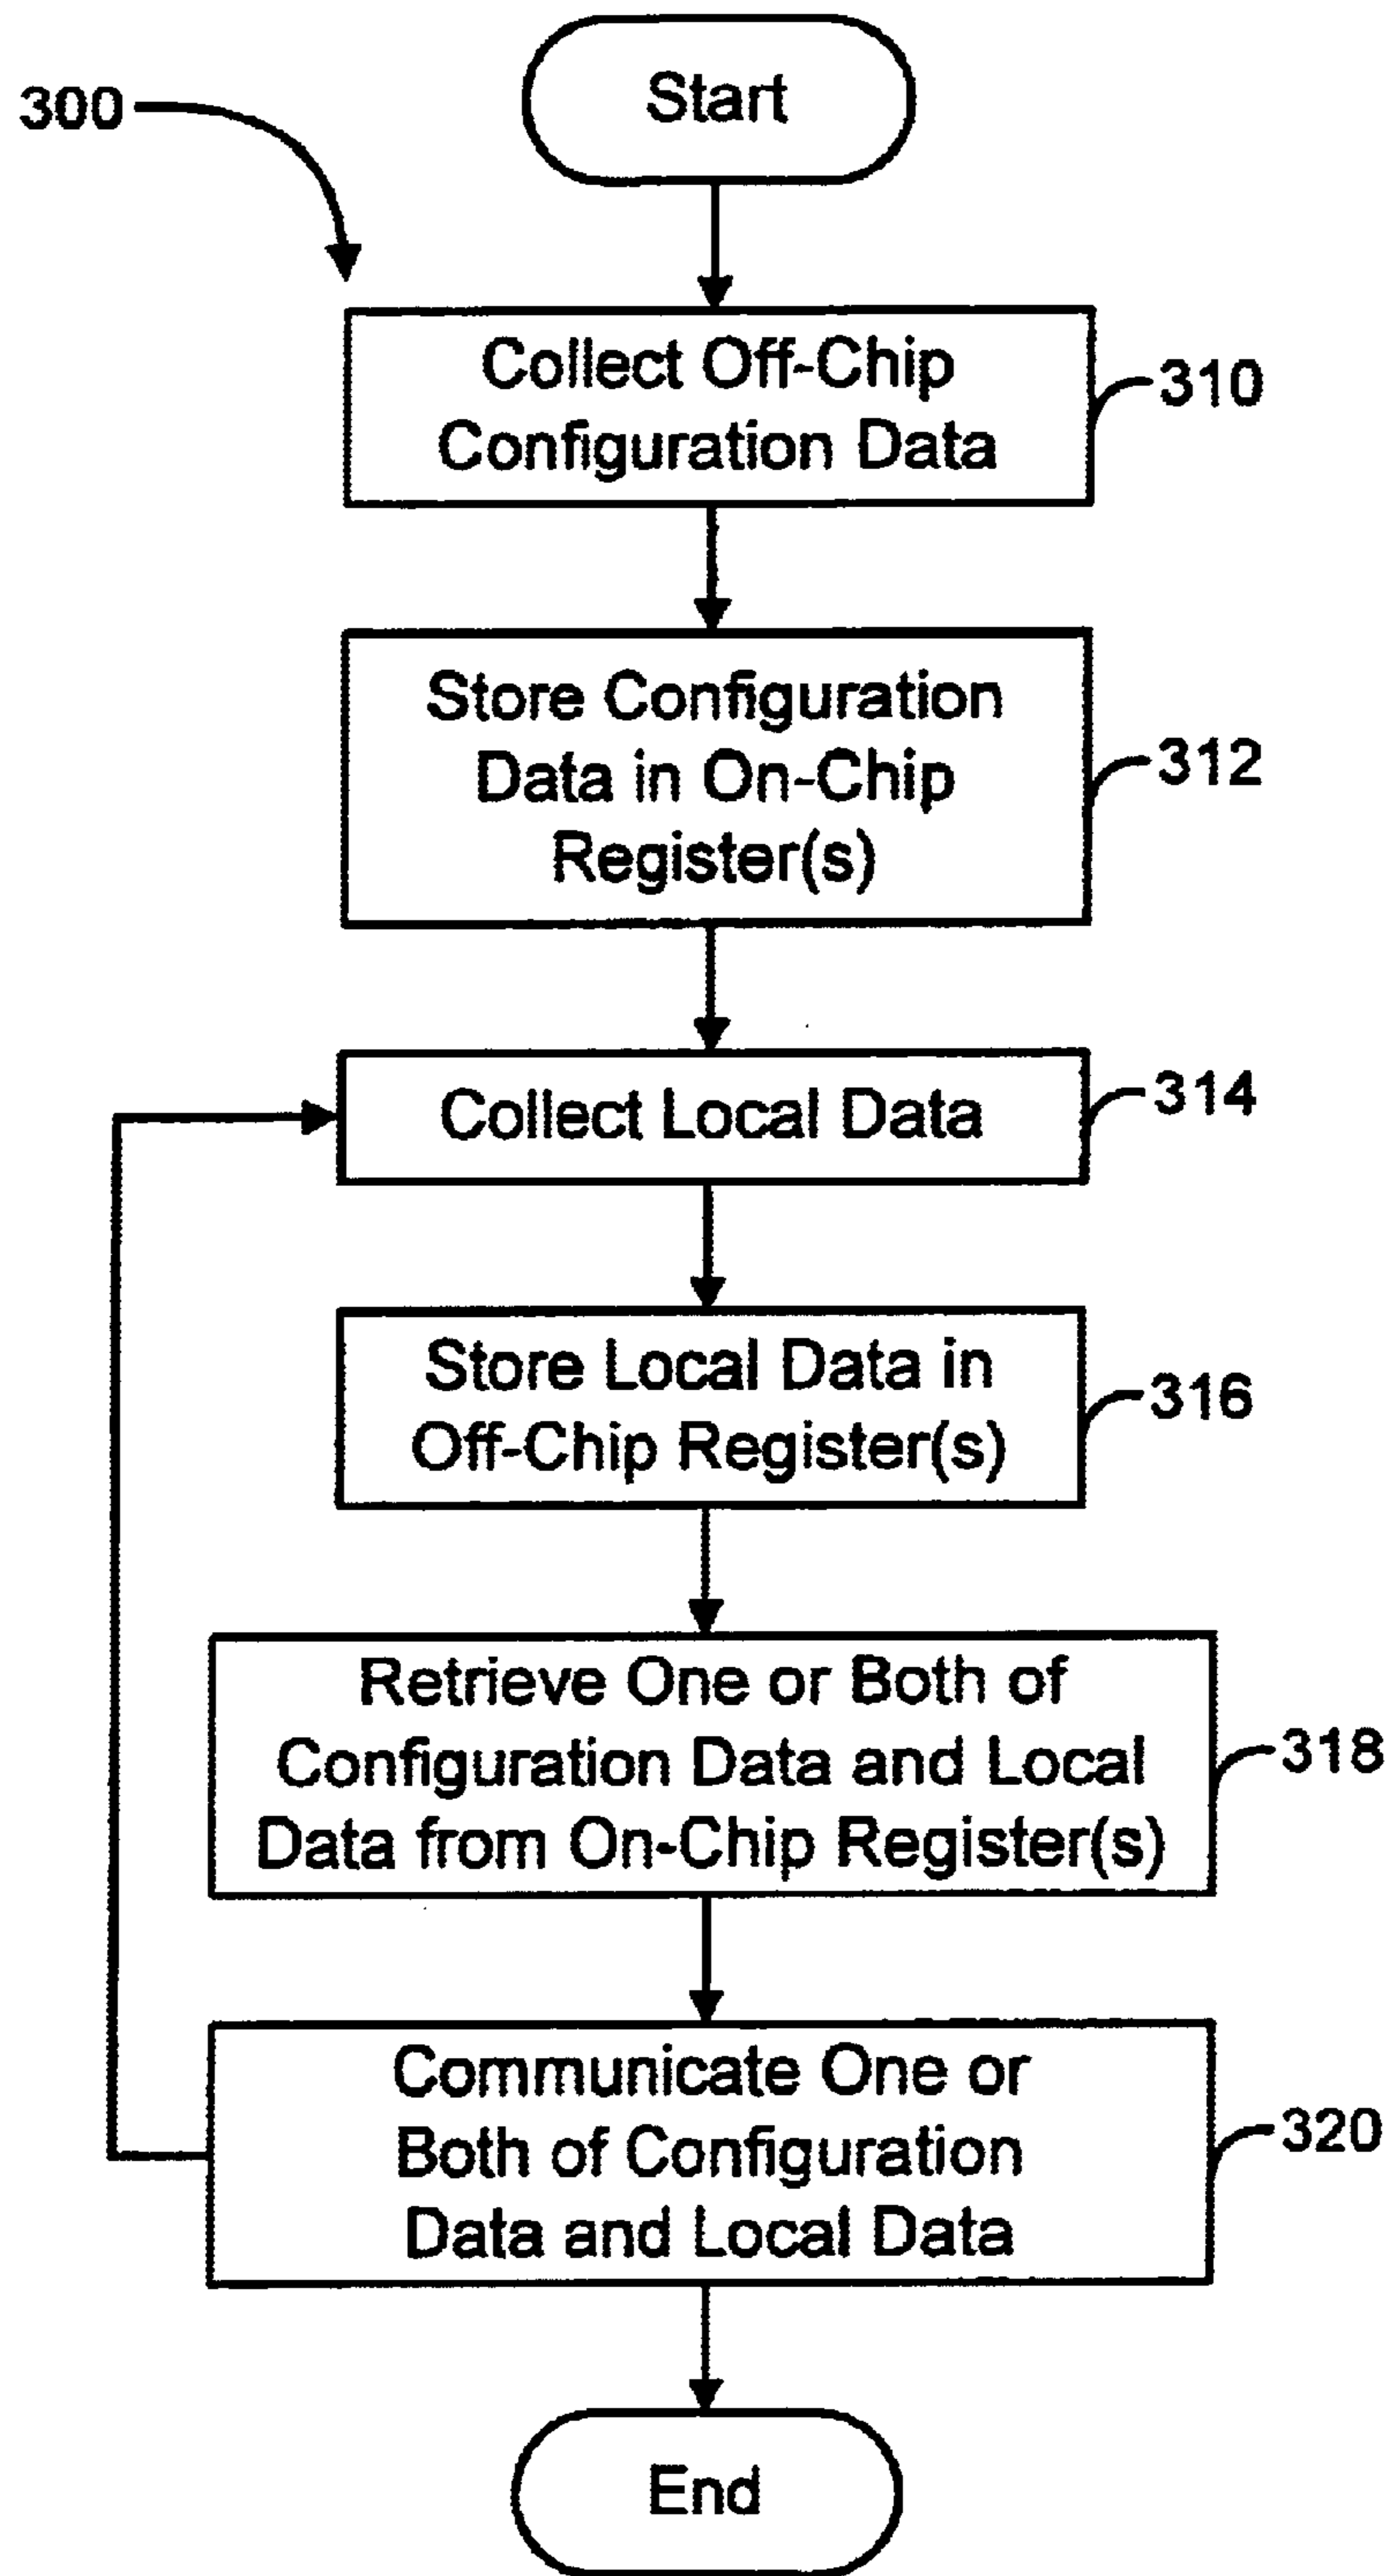 Start
300
Collect Off-Chip
Configuration Data
310
Store Configuration
Data in On-Chip
Register(s)
312
Collect Local Data
314
Store Local Data in
Off-Chip Register(s)
316
Retrieve One or Both of
Configuration Data and Local
Data from On-Chip Register(s)
318
Communicate One or
Both of Configuration
Data and Local Data
320
End